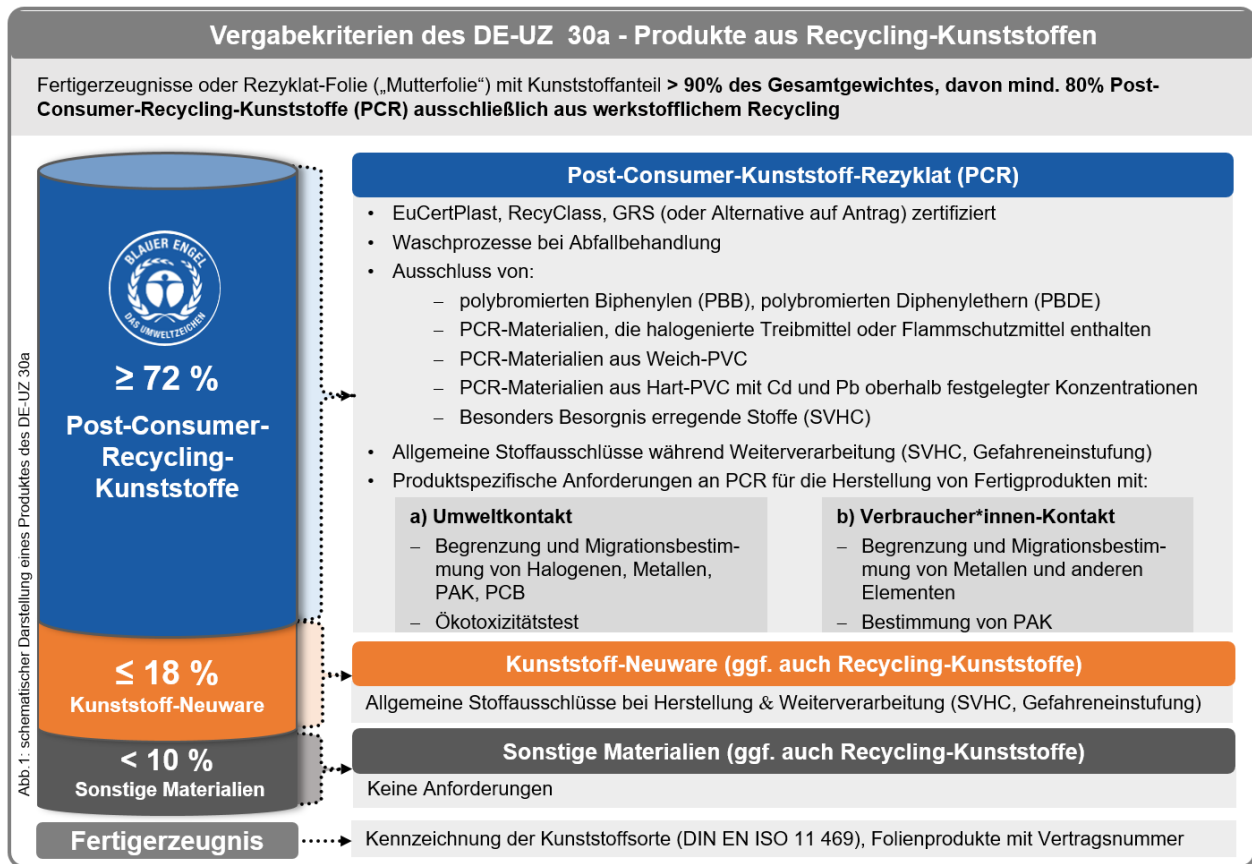 Vergabekriterien des DE-UZ 30a - Produkte aus Recycling-Kunststoffen
Fertigerzeugnisse oder Rezyklat-Folie („Mutterfolie“) mit Kunststoffanteil > 90% des Gesamtgewichtes, davon mind. 80% Post-
Consumer-Recycling-Kunststoffe (PCR) ausschließlich aus werkstofflichem Recycling
Abb.1: schematischer Darstellung eines Produktes des DE-UZ 30a
BLAUER ENGEL
DAS UMWELTZEICHEN
≥ 72 %
Post-Consumer-
Recycling-
Kunststoffe
≤ 18 %
Kunststoff-Neuware
< 10 %
Sonstige Materialien
Post-Consumer-Kunststoff-Rezyklat (PCR)
• EuCertPlast, RecyClass, GRS (oder Alternative auf Antrag) zertifiziert
• Waschprozesse bei Abfallbehandlung
• Ausschluss von:
– polybromierten Biphenylen (PBB), polybromierten Diphenylethern (PBDE)
– PCR-Materialien, die halogenierte Treibmittel oder Flammschutzmittel enthalten
– PCR-Materialien aus Weich-PVC
– PCR-Materialien aus Hart-PVC mit Cd und Pb oberhalb festgelegter Konzentrationen
– Besonders Besorgnis erregende Stoffe (SVHC)
• Allgemeine Stoffausschlüsse während Weiterverarbeitung (SVHC, Gefahreneinstufung)
• Produktspezifische Anforderungen an PCR für die Herstellung von Fertigprodukten mit:
a) Umweltkontakt
– Begrenzung und Migrationsbestim-
mung von Halogenen, Metallen,
PAK, PCB
– Ökotoxizitätstest
b) Verbraucher*innen-Kontakt
– Begrenzung und Migrationsbestim-
mung von Metallen und anderen
Elementen
– Bestimmung von PAK
Kunststoff-Neuware (ggf. auch Recycling-Kunststoffe)
Allgemeine Stoffausschlüsse bei Herstellung & Weiterverarbeitung (SVHC, Gefahreneinstufung)
Sonstige Materialien (ggf. auch Recycling-Kunststoffe)
Keine Anforderungen
Fertigerzeugnis
Kennzeichnung der Kunststoffsorte (DIN EN ISO 11 469), Folienprodukte mit Vertragsnummer